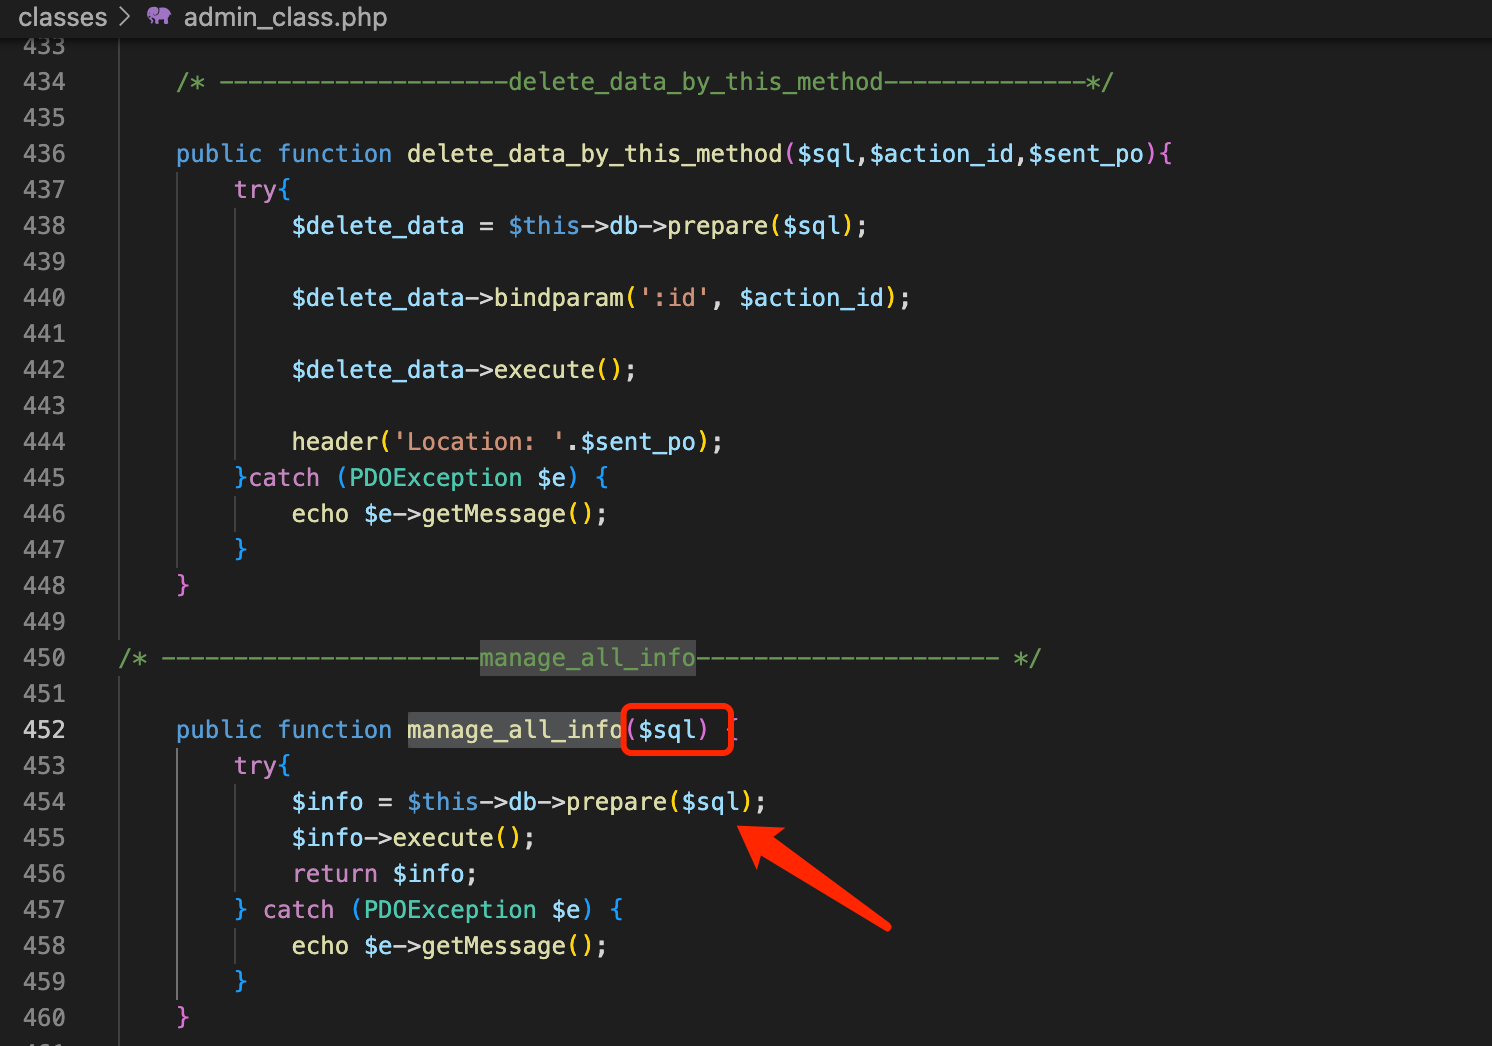 classes > admin_class.php
433
434 /* --------------------delete_data_by_this_method--------------*/
435
436 public function delete_data_by_this_method($sql,$action_id,$sent_po){
437 try{
438 $delete_data = $this->db->prepare($sql);
439
440 $delete_data->bindparam(':id', $action_id);
441
442 $delete_data->execute();
443
444 header('Location: '.$sent_po);
445 }catch (PDOException $e) {
446 echo $e->getMessage();
447 }
448 }
449
450 /* ----------------------manage_all_info--------------------- */
451
452 public function manage_all_info($sql) {
453 try{
454 $info = $this->db->prepare($sql);
455 $info->execute();
456 return $info;
457 } catch (PDOException $e) {
458 echo $e->getMessage();
459 }
460 }